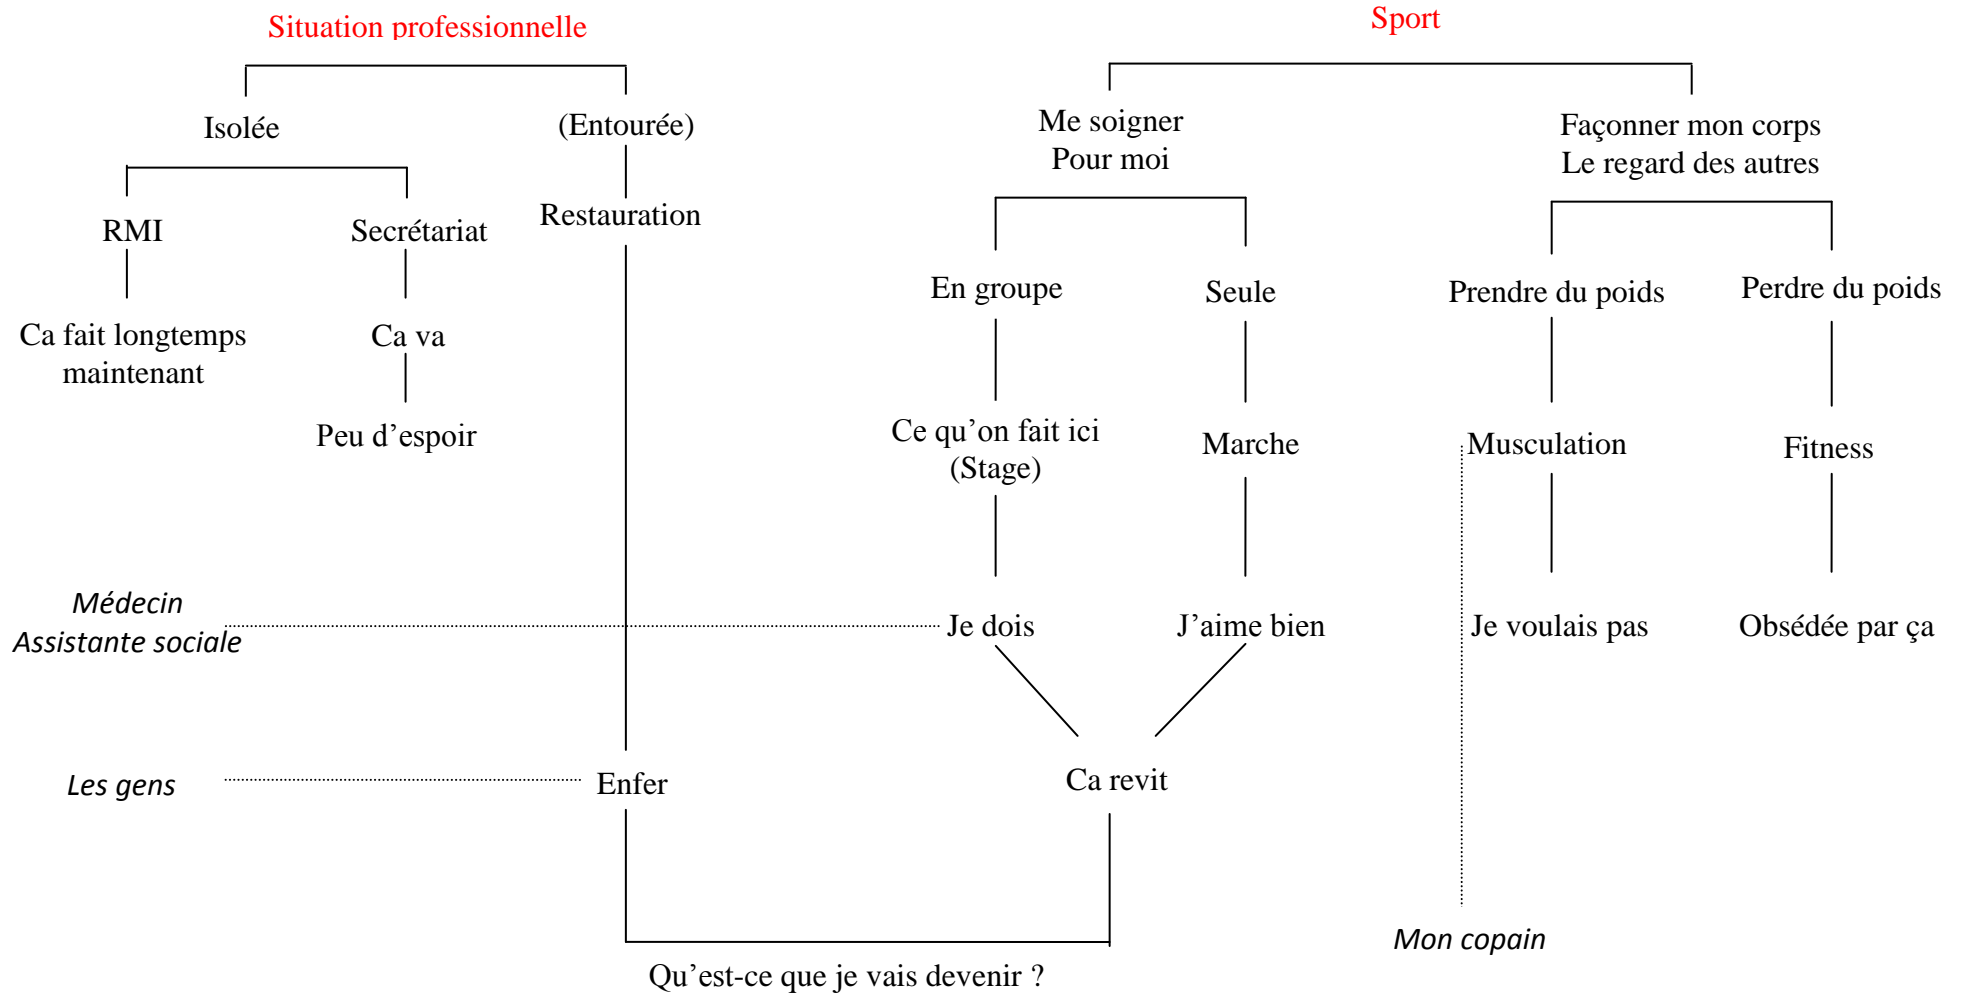 Situation professionnelle
Sport
Isolée
(Entourée)
Me soigner
Pour moi
Façonner mon corps
Le regard des autres
RMI
Secrétariat
Restauration
En groupe
Seule
Prendre du poids
Perdre du poids
Ca fait longtemps
maintenant
Ca va
Peu d’espoir
Ce qu’on fait ici
(Stage)
Marche
Musculation
Fitness
Médecin
Assistante sociale
Je dois
J’aime bien
Je voulais pas
Obsédée par ça
Les gens
Enfer
Ca revit
Mon copain
Qu’est-ce que je vais devenir ?